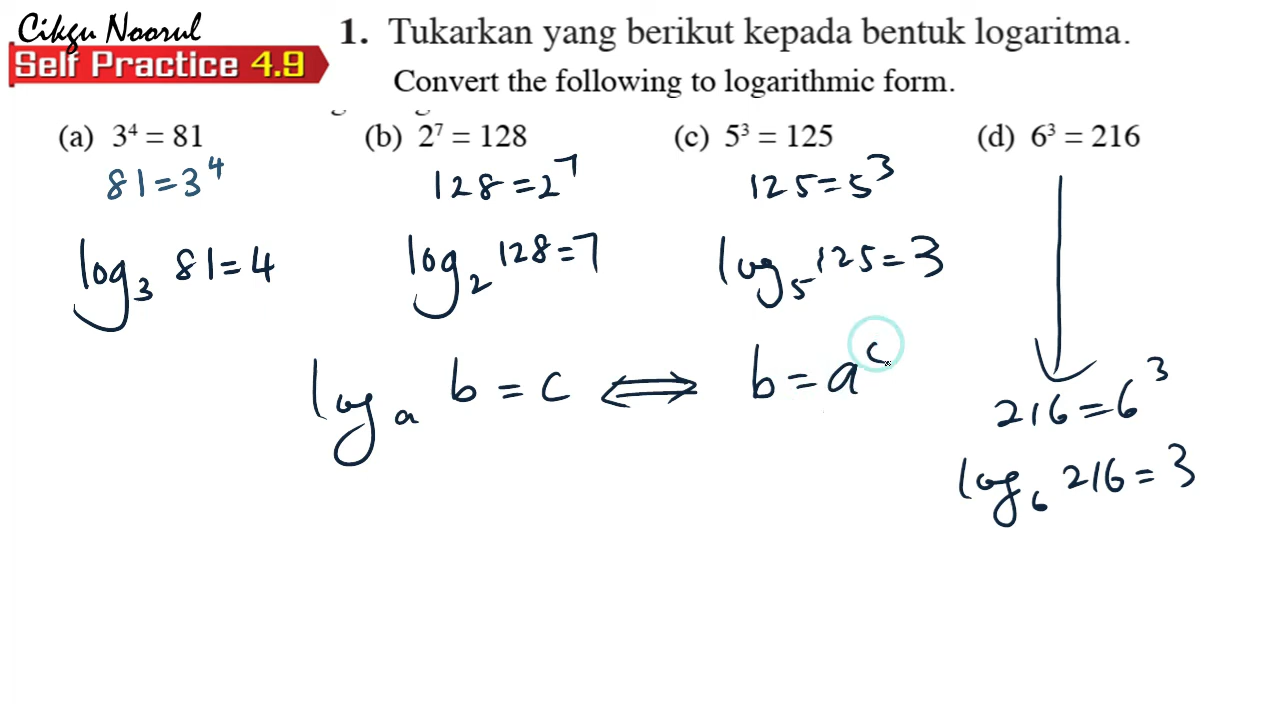 Cikgu Noorul
Self Practice 4.9
1. Tukarkan yang berikut kepada bentuk logaritma.
Convert the following to logarithmic form.
(a) 3⁴ = 81 (b) 2⁷ = 128 (c) 5³ = 125 (d) 6³ = 216
81=3⁴ 128=2⁷ 125=5³
log₃ 81=4 log₂ 128=7 log₅ 125=3
logₐ b = c ⟺ b = aᶜ
216=6³
log₆ 216=3